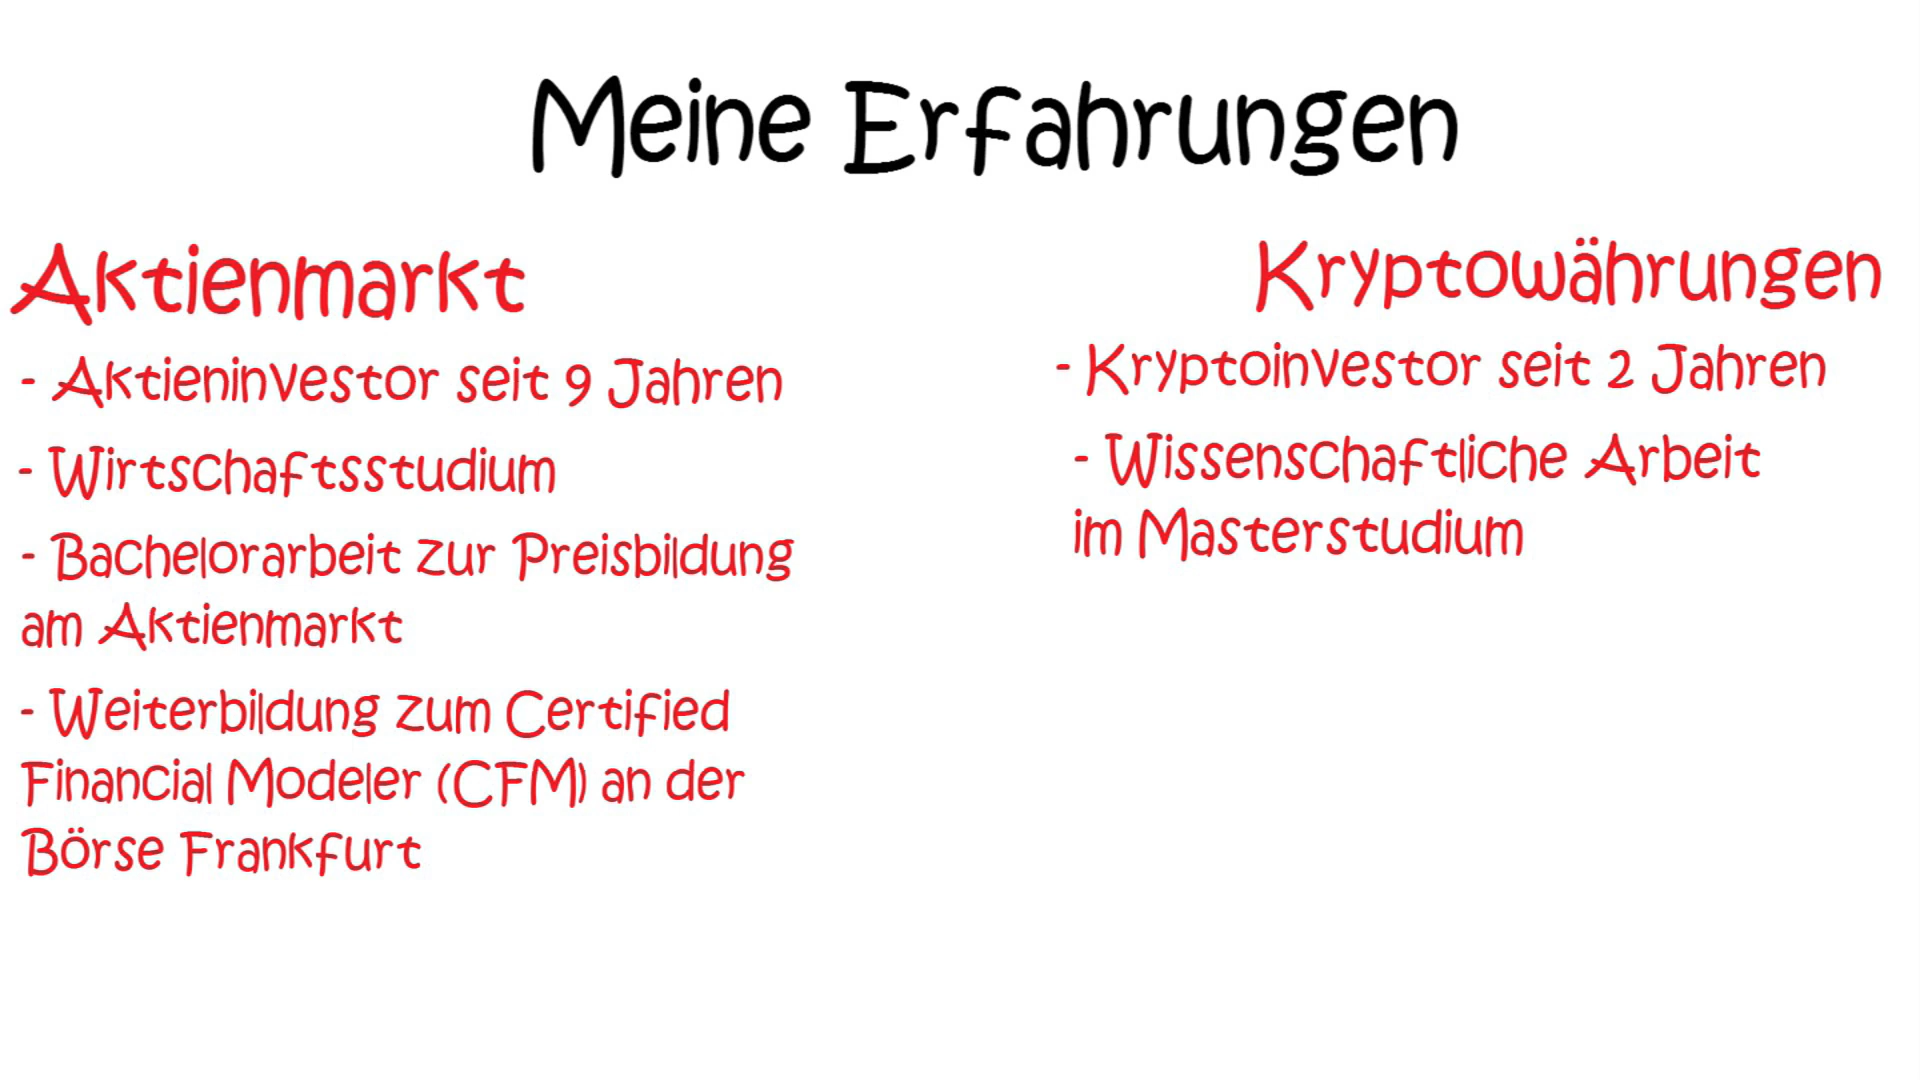 Meine Erfahrungen
Aktienmarkt
- Aktieninvestor seit 9 Jahren
- Wirtschaftsstudium
- Bachelorarbeit zur Preisbildung
am Aktienmarkt
- Weiterbildung zum Certified
Financial Modeler (CFM) an der
Börse Frankfurt
Kryptowährungen
- Kryptoinvestor seit 2 Jahren
- Wissenschaftliche Arbeit
im Masterstudium